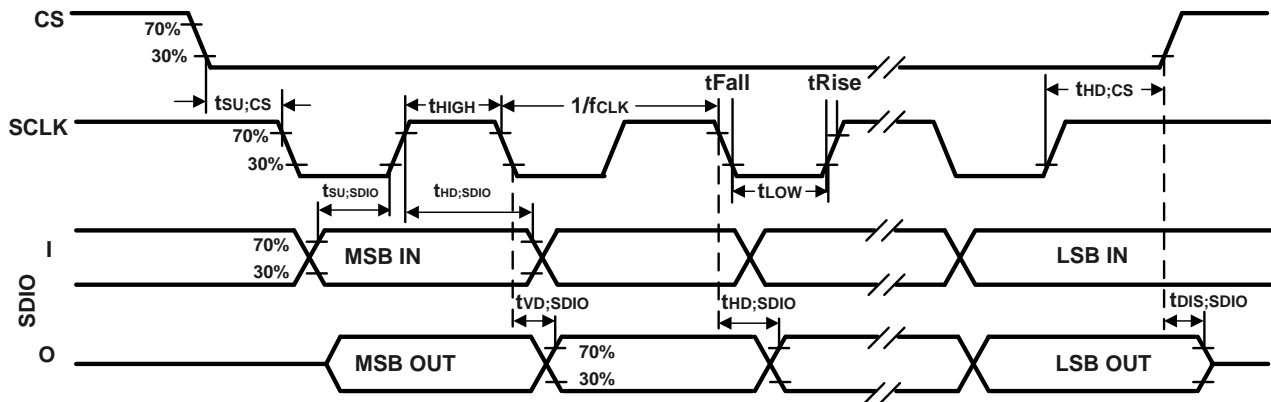 CS
70%
30%
tFall
tRise
tSU;CS
tHIGH
1/fCLK
tHD;CS
SCLK
70%
30%
tLOW
tSU;SDIO
tHD;SDIO
SDIO
I
70%
30%
MSB IN
LSB IN
tVD;SDIO
tHD;SDIO
tDIS;SDIO
O
MSB OUT
70%
30%
LSB OUT